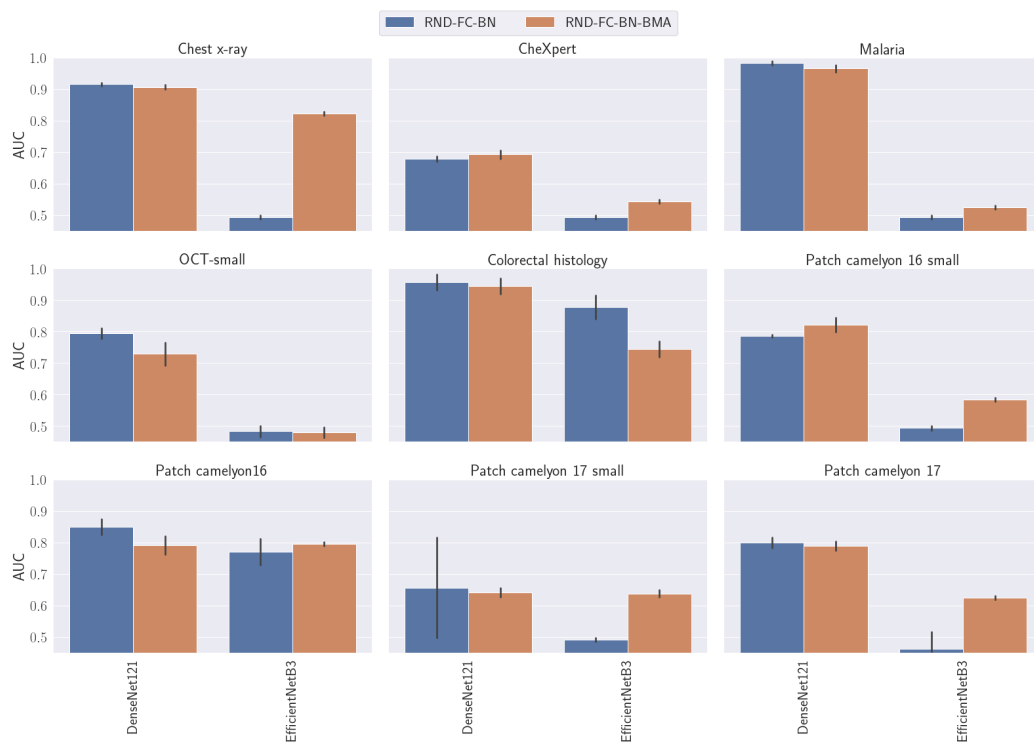 RND-FC-BN RND-FC-BN-BMA
Chest x-ray CheXpert Malaria
1.0
0.9
0.8
0.7
0.6
0.5
AUC
OCT-small Colorectal histology Patch camelyon 16 small
1.0
0.9
0.8
0.7
0.6
0.5
AUC
Patch camelyon16 Patch camelyon 17 small Patch camelyon 17
1.0
0.9
0.8
0.7
0.6
0.5
AUC
DenseNet121 EfficientNetB3 DenseNet121 EfficientNetB3 DenseNet121 EfficientNetB3